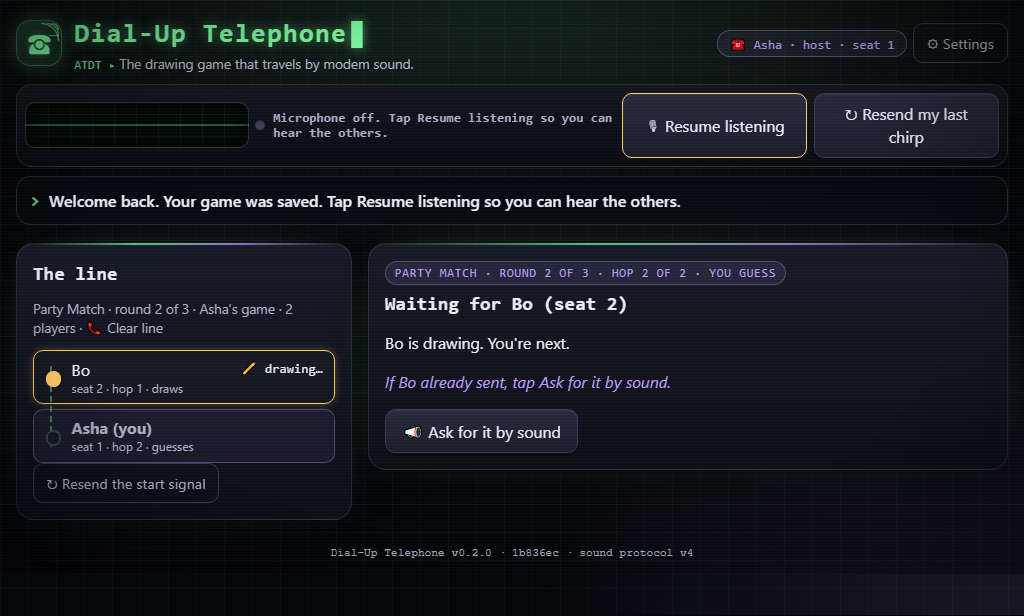 Dial-Up Telephone
ATDT ▸ The drawing game that travels by modem sound.
Asha · host · seat 1
Settings
Microphone off. Tap Resume listening so you can
hear the others.
Resume listening
↻ Resend my last
chirp
> Welcome back. Your game was saved. Tap Resume listening so you can hear the others.
The line
Party Match · round 2 of 3 · Asha's game · 2
players · 📞 Clear line
Bo
drawing…
seat 2 · hop 1 · draws
Asha (you)
seat 1 · hop 2 · guesses
↻ Resend the start signal
PARTY MATCH · ROUND 2 OF 3 · HOP 2 OF 2 · YOU GUESS
Waiting for Bo (seat 2)
Bo is drawing. You're next.
If Bo already sent, tap Ask for it by sound.
Ask for it by sound
Dial-Up Telephone v0.2.0 · 1b836ec · sound protocol v4